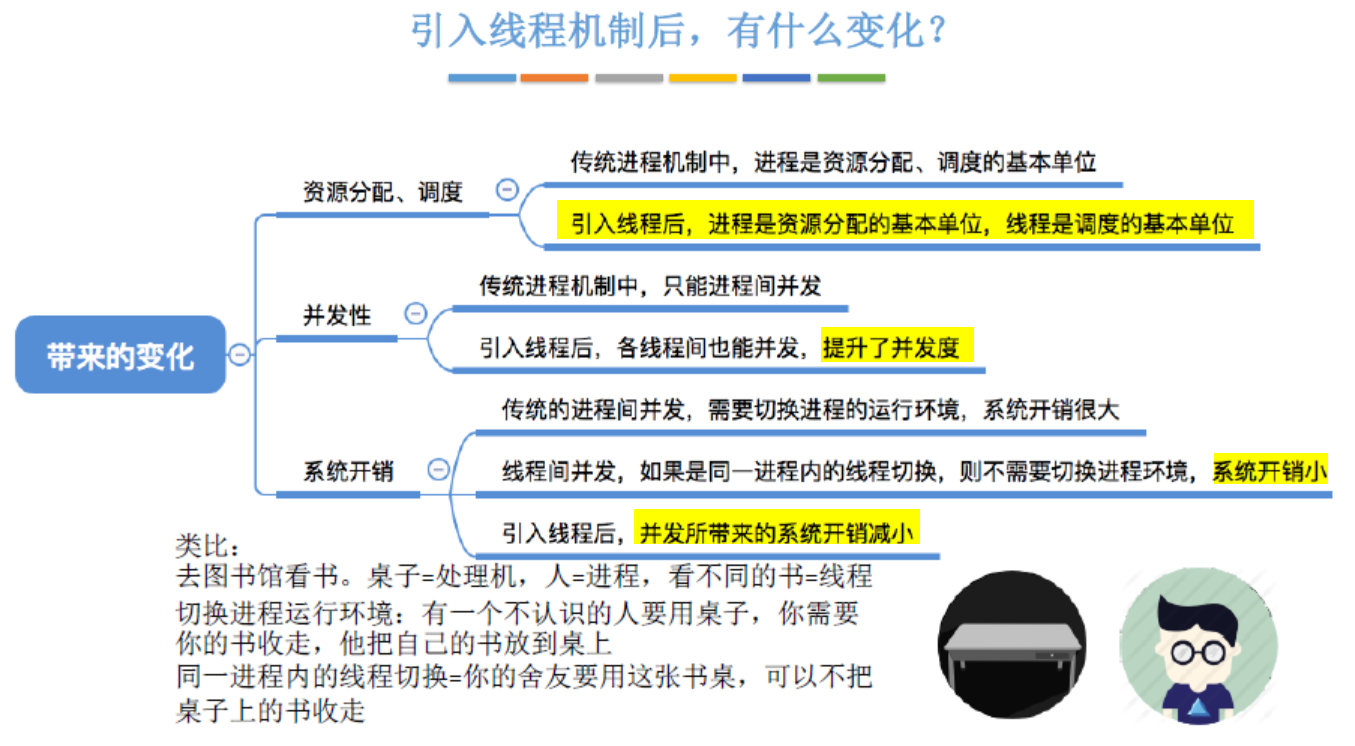 引入线程机制后，有什么变化？
带来的变化
资源分配、调度
传统进程机制中，进程是资源分配、调度的基本单位
引入线程后，进程是资源分配的基本单位，线程是调度的基本单位
并发性
传统进程机制中，只能进程间并发
引入线程后，各线程间也能并发，提升了并发度
系统开销
传统的进程间并发，需要切换进程的运行环境，系统开销很大
线程间并发，如果是同一进程内的线程切换，则不需要切换进程环境，系统开销小
引入线程后，并发所带来的系统开销减小
类比：
去图书馆看书。桌子=处理机，人=进程，看不同的书=线程
切换进程运行环境：有一个不认识的人要用桌子，你需要
你的书收走，他把自己的书放到桌上
同一进程内的线程切换=你的舍友要用这张书桌，可以不把
桌子上的书收走